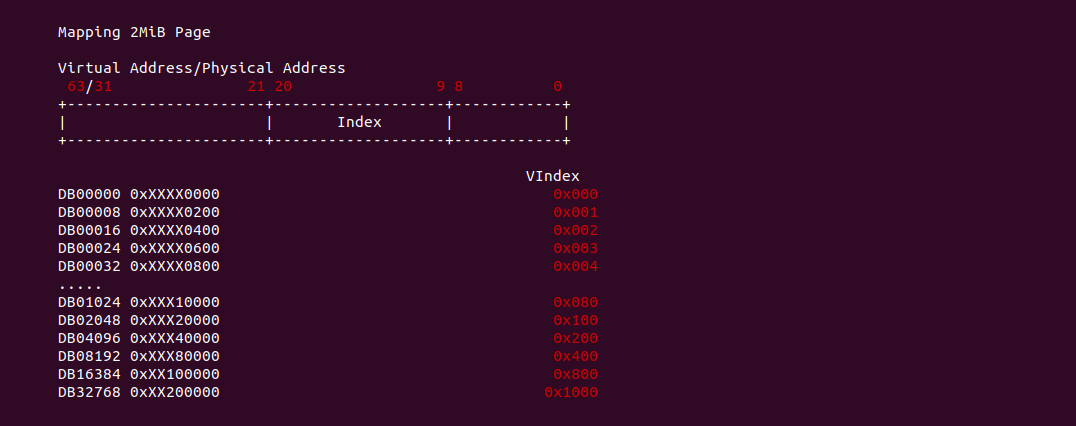 Mapping 2MiB Page
Virtual Address/Physical Address
63/31 21 20 9 8 0
+----------------------+-------------------+------------+
| | Index | |
+----------------------+-------------------+------------+
VIndex
DB00000 0xXXXX0000 0x000
DB00008 0xXXXX0200 0x001
DB00016 0xXXXX0400 0x002
DB00024 0xXXXX0600 0x003
DB00032 0xXXXX0800 0x004
.....
DB01024 0xXXX10000 0x080
DB02048 0xXXX20000 0x100
DB04096 0xXXX40000 0x200
DB08192 0xXXX80000 0x400
DB16384 0xXX100000 0x800
DB32768 0xXX200000 0x1000